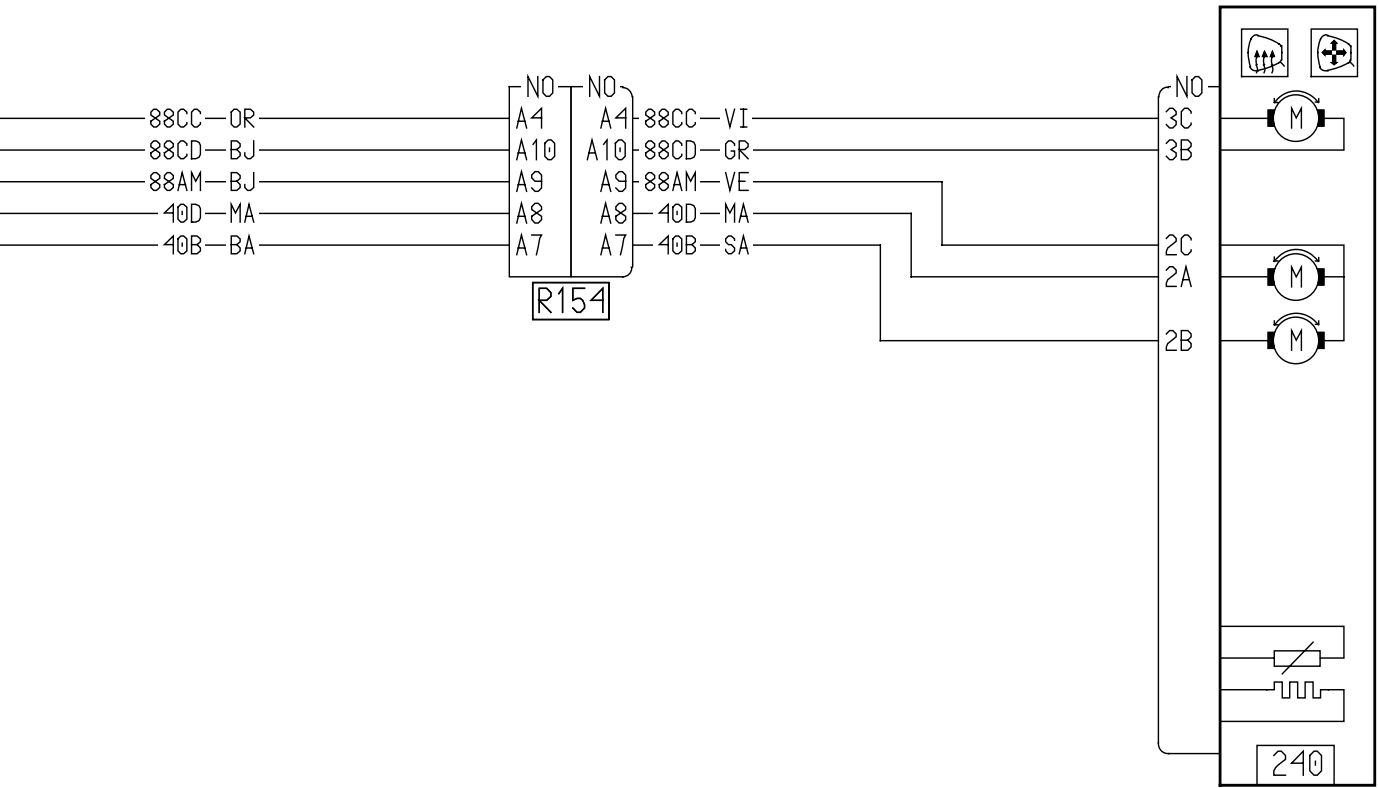 NO NO NO
88CC OR A4 A4 88CC VI 3C M
88CD BJ A10 A10 88CD GR 3B
88AM BJ A9 A9 88AM VE
40D MA A8 A8 40D MA
40B BA A7 A7 40B SA 2C
2A M
R154
2B M
240